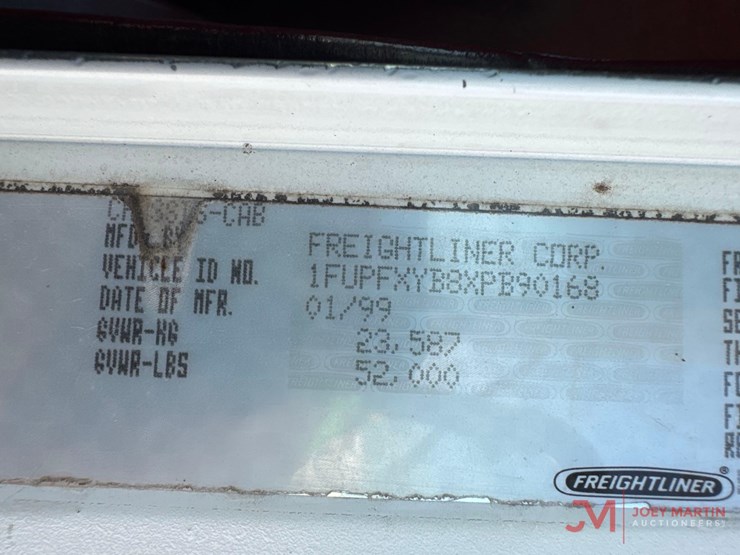 MFD BY FREIGHTLINER CORP.
VEHICLE ID NO. 1FUPFXYB8XPB90168
DATE OF MFR. 01/99
GVWR-KG 23,587
GVWR-LBS 52,000
FREIGHTLINER
JM JOEY MARTIN
AUCTIONEERS!